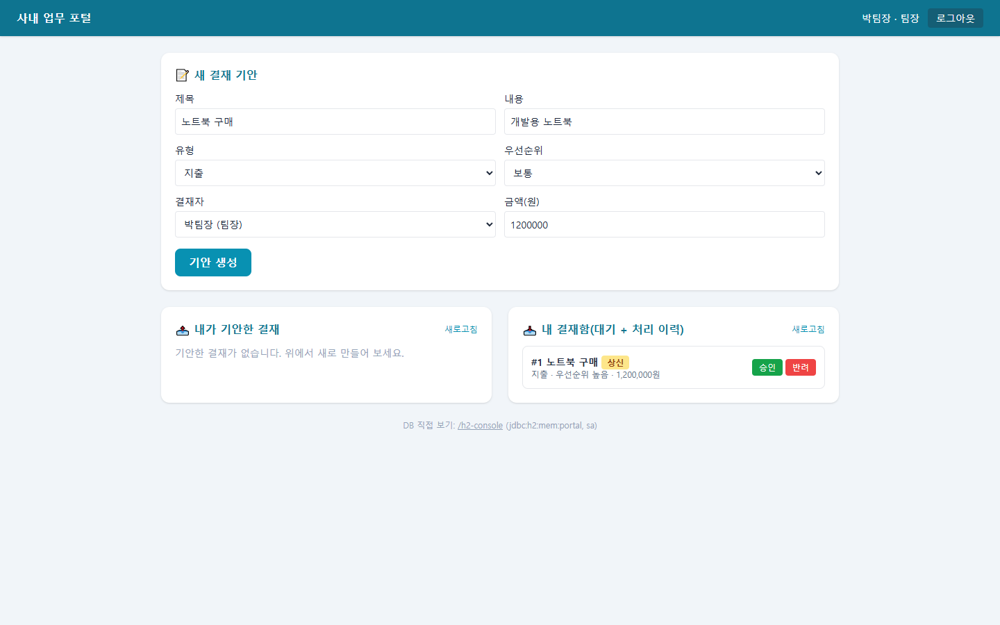 사내 업무 포털
박팀장 · 팀장
로그아웃
새 결재 기안
제목
내용
노트북 구매
개발용 노트북
유형
우선순위
지출
보통
결재자
금액(원)
박팀장 (팀장)
1200000
기안 생성
내가 기안한 결재
새로고침
기안한 결재가 없습니다. 위에서 새로 만들어 보세요.
내 결재함(대기 + 처리 이력)
새로고침
#1 노트북 구매 상신
지출 · 우선순위 높음 · 1,200,000원
승인
반려
DB 직접 보기: /h2-console (jdbc:h2:mem:portal, sa)